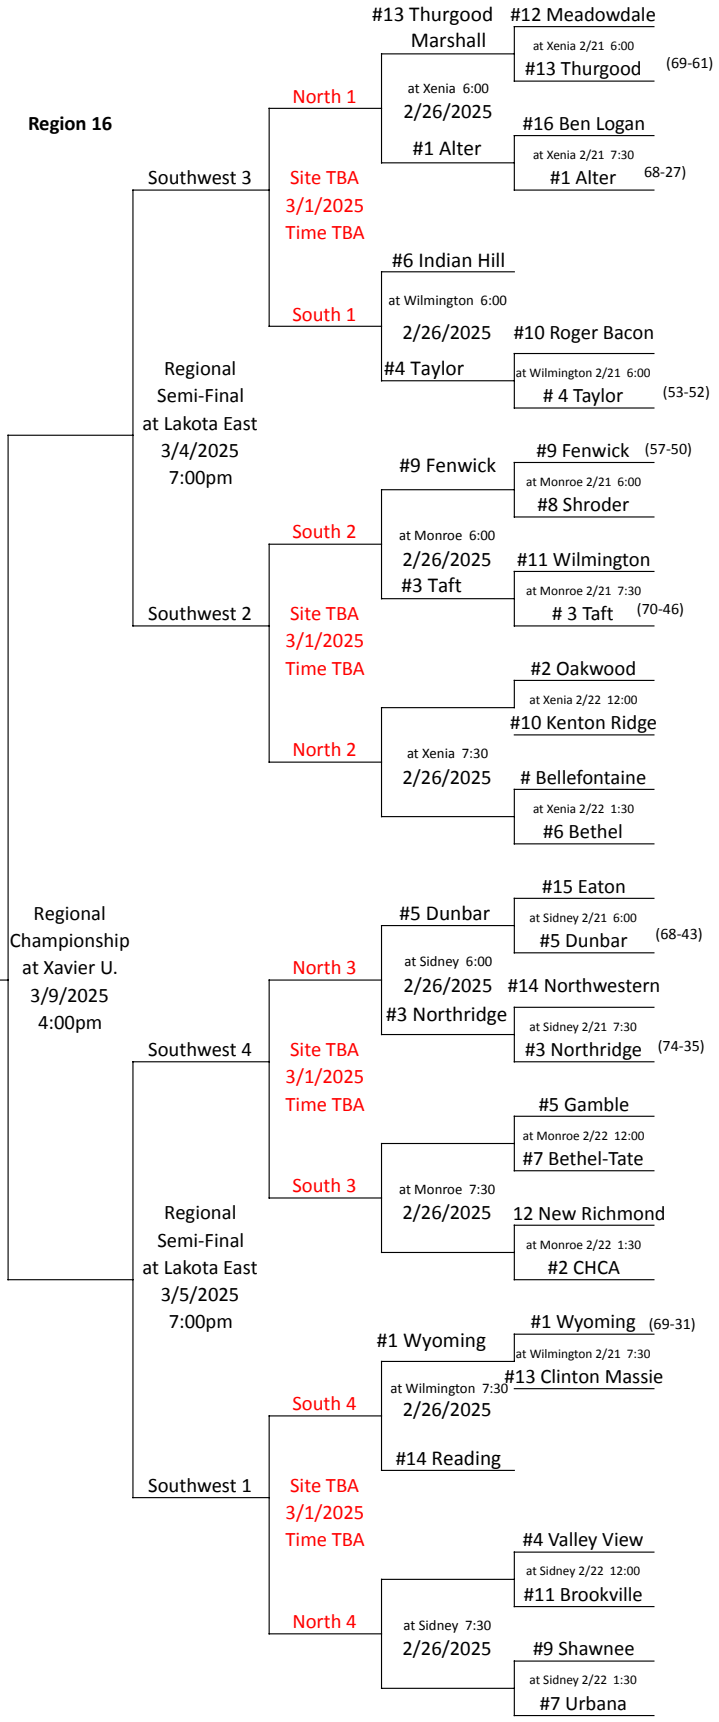 #13 Thurgood
Marshall
#12 Meadowdale
at Xenia 2/21 6:00
#13 Thurgood
(69-61)
at Xenia 6:00
2/26/2025
North 1
Region 16
#16 Ben Logan
#1 Alter
at Xenia 2/21 7:30
#1 Alter
68-27)
Southwest 3
Site TBA
3/1/2025
Time TBA
#6 Indian Hill
at Wilmington 6:00
South 1
2/26/2025
#10 Roger Bacon
#4 Taylor
at Wilmington 2/21 6:00
# 4 Taylor
(53-52)
Regional
Semi-Final
at Lakota East
3/4/2025
7:00pm
#9 Fenwick
#9 Fenwick
(57-50)
at Monroe 2/21 6:00
#8 Shroder
South 2
at Monroe 6:00
2/26/2025
#3 Taft
#11 Wilmington
at Monroe 2/21 7:30
# 3 Taft
(70-46)
Southwest 2
Site TBA
3/1/2025
Time TBA
#2 Oakwood
at Xenia 2/22 12:00
#10 Kenton Ridge
North 2
at Xenia 7:30
2/26/2025
# Bellefontaine
at Xenia 2/22 1:30
#6 Bethel
#15 Eaton
#5 Dunbar
at Sidney 2/21 6:00
#5 Dunbar
(68-43)
Regional
Championship
at Xavier U.
3/9/2025
4:00pm
North 3
at Sidney 6:00
2/26/2025
#3 Northridge
#14 Northwestern
at Sidney 2/21 7:30
#3 Northridge
(74-35)
Southwest 4
Site TBA
3/1/2025
Time TBA
#5 Gamble
at Monroe 2/22 12:00
#7 Bethel-Tate
South 3
at Monroe 7:30
2/26/2025
12 New Richmond
at Monroe 2/22 1:30
#2 CHCA
Regional
Semi-Final
at Lakota East
3/5/2025
7:00pm
#1 Wyoming
#1 Wyoming
(69-31)
at Wilmington 2/21 7:30
#13 Clinton Massie
South 4
at Wilmington 7:30
2/26/2025
#14 Reading
Southwest 1
Site TBA
3/1/2025
Time TBA
#4 Valley View
at Sidney 2/22 12:00
#11 Brookville
North 4
at Sidney 7:30
2/26/2025
#9 Shawnee
at Sidney 2/22 1:30
#7 Urbana